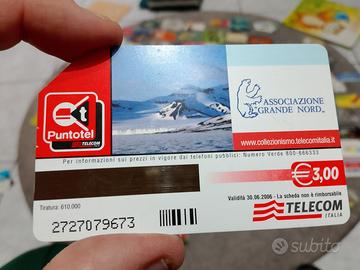 Puntotel
TELECOM
ASSOCIAZIONE
GRANDE NORD
www.collezionismo.telecomitalia.it
Per informazioni sui prezzi in vigore dai telefoni pubblici: Numero Verde 800-666333
€3,00
Validità 30.06.2006 - La scheda non è rimborsabile
Tiratura: 610.000
2727079673
TELECOM
ITALIA
subito